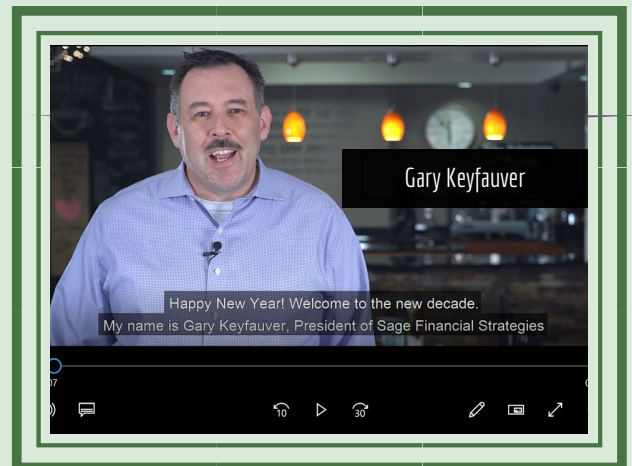 Gary Keyfauver
Happy New Year! Welcome to the new decade.
My name is Gary Keyfauver, President of Sage Financial Strategies
07
10
30